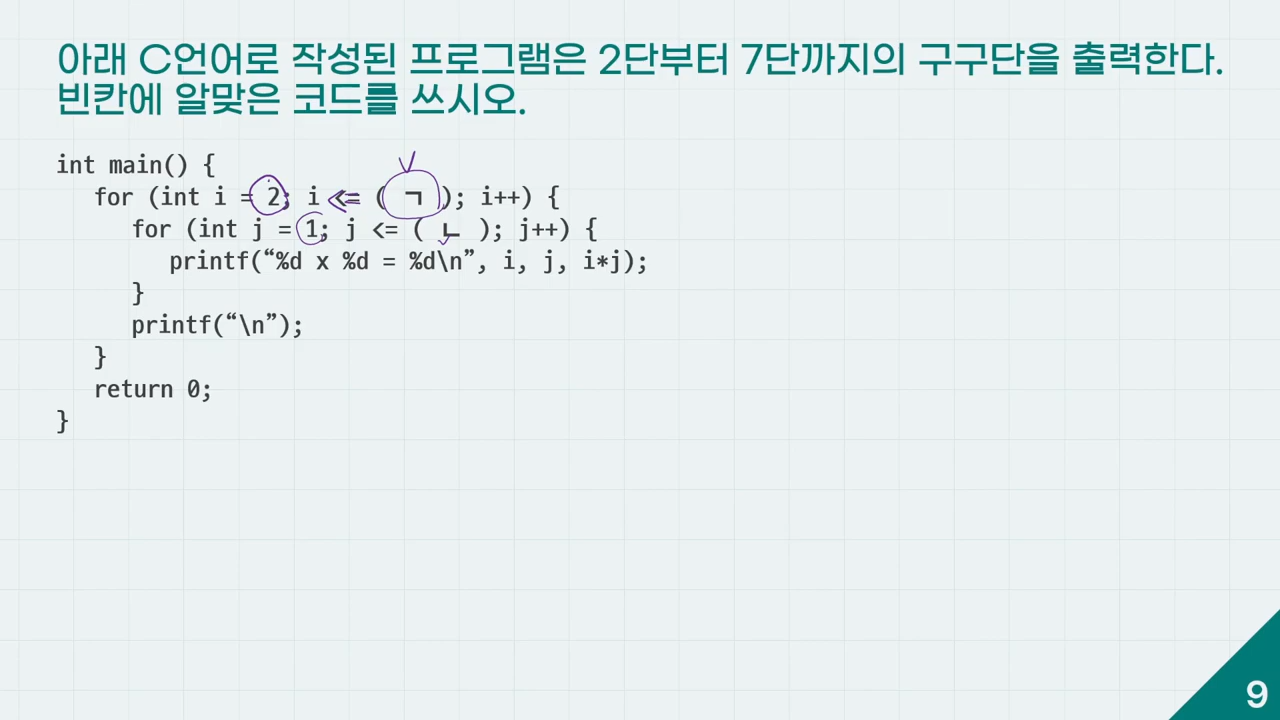 아래 C언어로 작성된 프로그램은 2단부터 7단까지의 구구단을 출력한다.
빈칸에 알맞은 코드를 쓰시오.
int main() {
for (int i = 2; i <= ( ㄱ ); i++) {
for (int j = 1; j <= ( ㄴ ); j++) {
printf(“%d x %d = %d\n”, i, j, i*j);
}
printf(“\n”);
}
return 0;
}
9